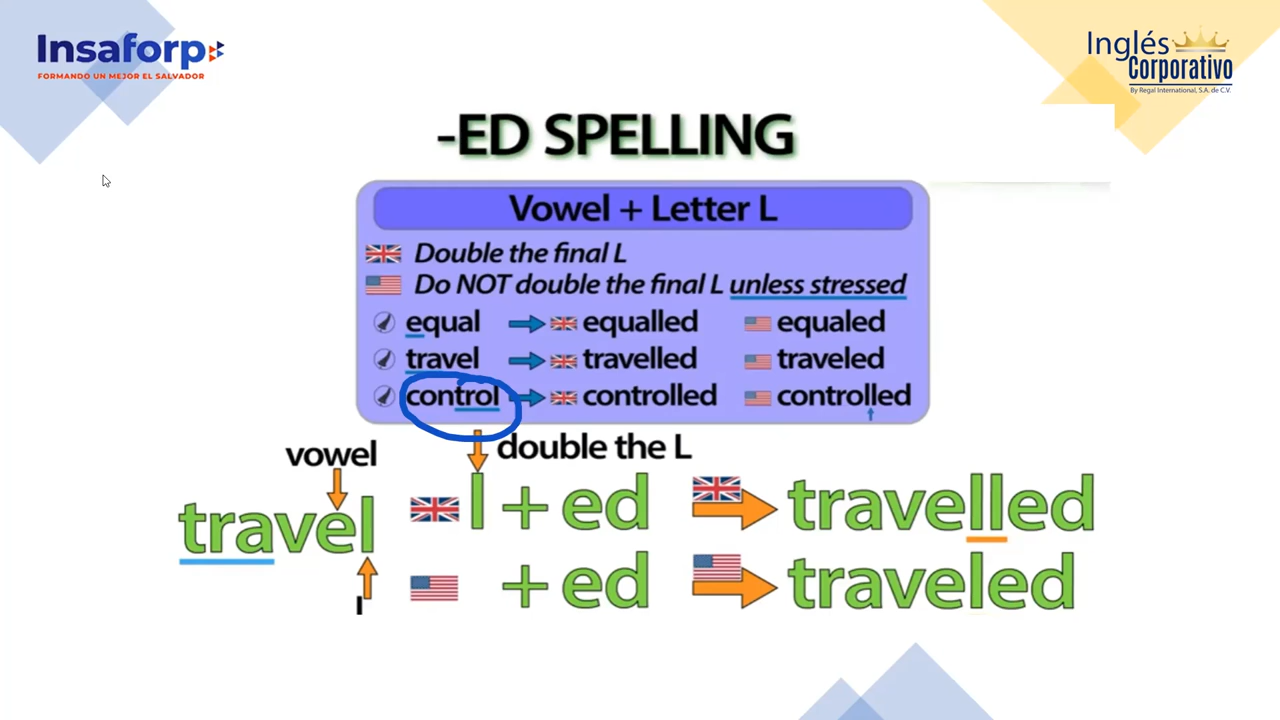 Insaforp
FORMANDO UN MEJOR EL SALVADOR
Inglés
Corporativo
By Regal International, S.A. de C.V.
-ED SPELLING
Vowel + Letter L
Double the final L
Do NOT double the final L unless stressed
equal equalled equaled
travel travelled traveled
control controlled controlled
vowel double the L
travel l + ed travelled
+ ed traveled
l